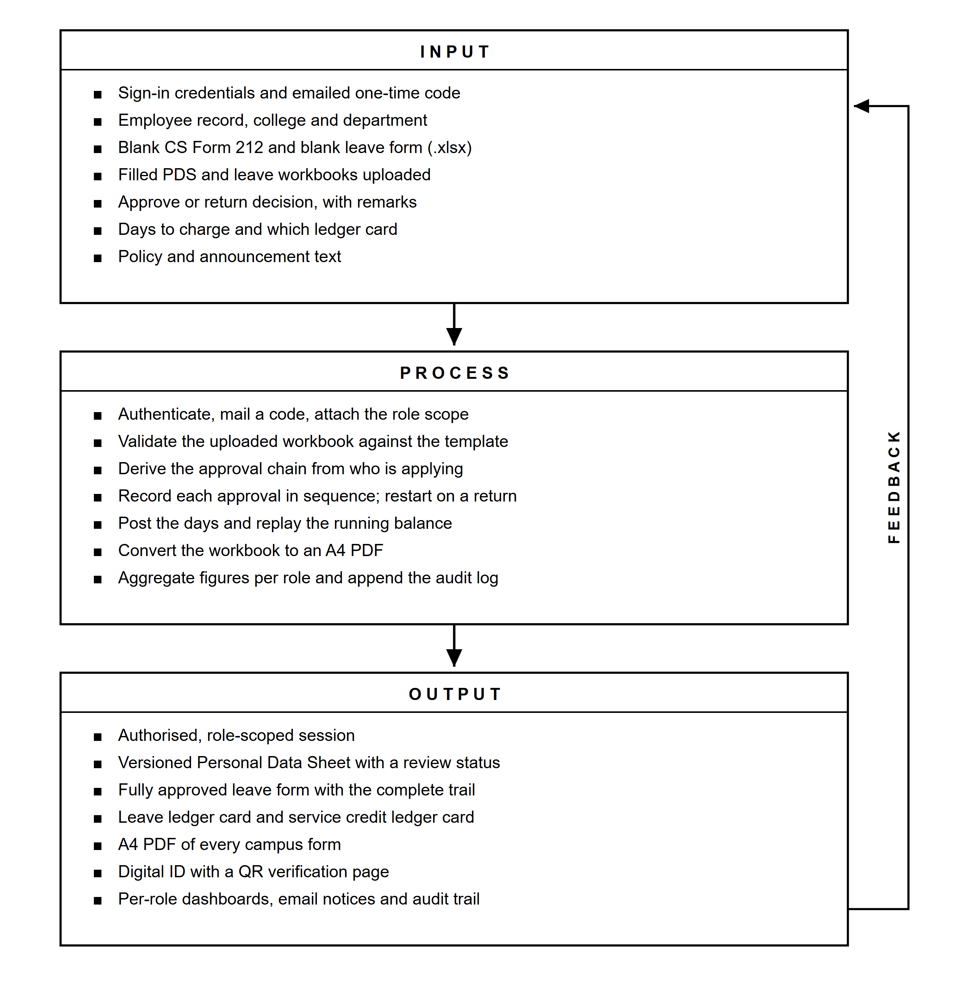 INPUT
Sign-in credentials and emailed one-time code
Employee record, college and department
Blank CS Form 212 and blank leave form (.xlsx)
Filled PDS and leave workbooks uploaded
Approve or return decision, with remarks
Days to charge and which ledger card
Policy and announcement text
PROCESS
Authenticate, mail a code, attach the role scope
Validate the uploaded workbook against the template
Derive the approval chain from who is applying
Record each approval in sequence; restart on a return
Post the days and replay the running balance
Convert the workbook to an A4 PDF
Aggregate figures per role and append the audit log
OUTPUT
Authorised, role-scoped session
Versioned Personal Data Sheet with a review status
Fully approved leave form with the complete trail
Leave ledger card and service credit ledger card
A4 PDF of every campus form
Digital ID with a QR verification page
Per-role dashboards, email notices and audit trail
FEEDBACK